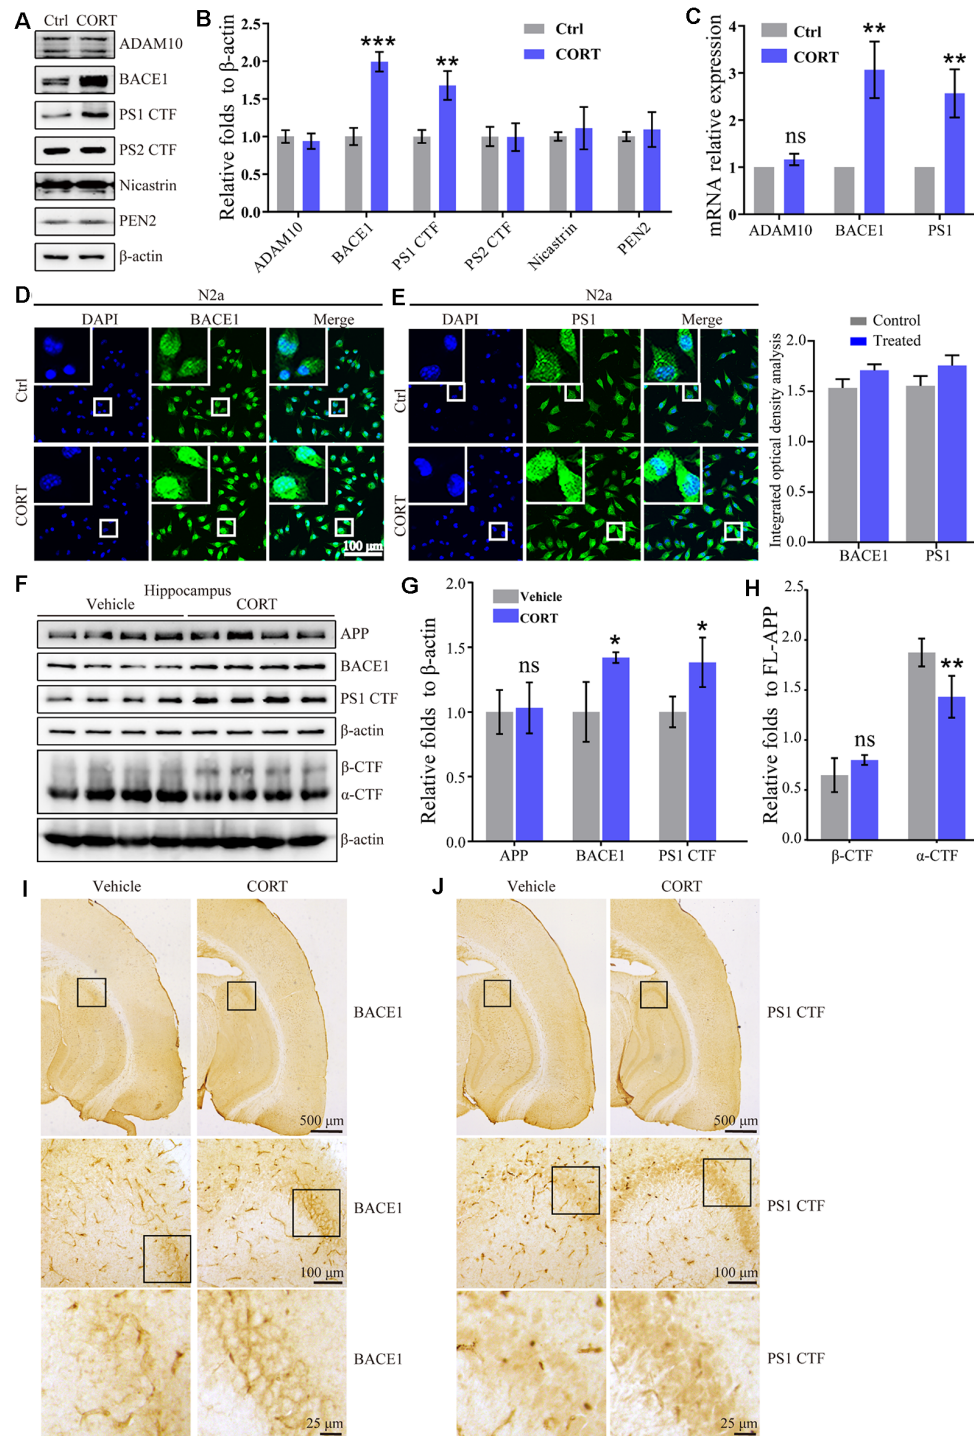 A
Ctrl CORT
ADAM10
BACE1
PS1 CTF
PS2 CTF
Nicastrin
PEN2
β-actin
B
Relative folds to β-actin
2.5
2.0
1.5
1.0
0.5
0.0
Ctrl
CORT
***
**
ADAM10
BACE1
PS1 CTF
PS2 CTF
Nicastrin
PEN2
C
mRNA relative expression
4
3
2
1
0
Ctrl
CORT
ns
**
**
ADAM10
BACE1
PS1
D
N2a
DAPI
BACE1
Merge
Ctrl
CORT
100 μm
E
N2a
DAPI
PS1
Merge
Ctrl
CORT
Integrated optical density analysis
Control
Treated
2.0
1.5
1.0
0.5
0.0
BACE1
PS1
F
Hippocampus
Vehicle
CORT
APP
BACE1
PS1 CTF
β-actin
β-CTF
α-CTF
β-actin
G
Relative folds to β-actin
2.0
1.5
1.0
0.5
0.0
Vehicle
CORT
ns
*
*
APP
BACE1
PS1 CTF
H
Relative folds to FL-APP
2.5
2.0
1.5
1.0
0.5
0.0
ns
**
β-CTF
α-CTF
I
Vehicle
CORT
BACE1
500 μm
BACE1
100 μm
BACE1
25 μm
J
Vehicle
CORT
PS1 CTF
500 μm
PS1 CTF
100 μm
PS1 CTF
25 μm